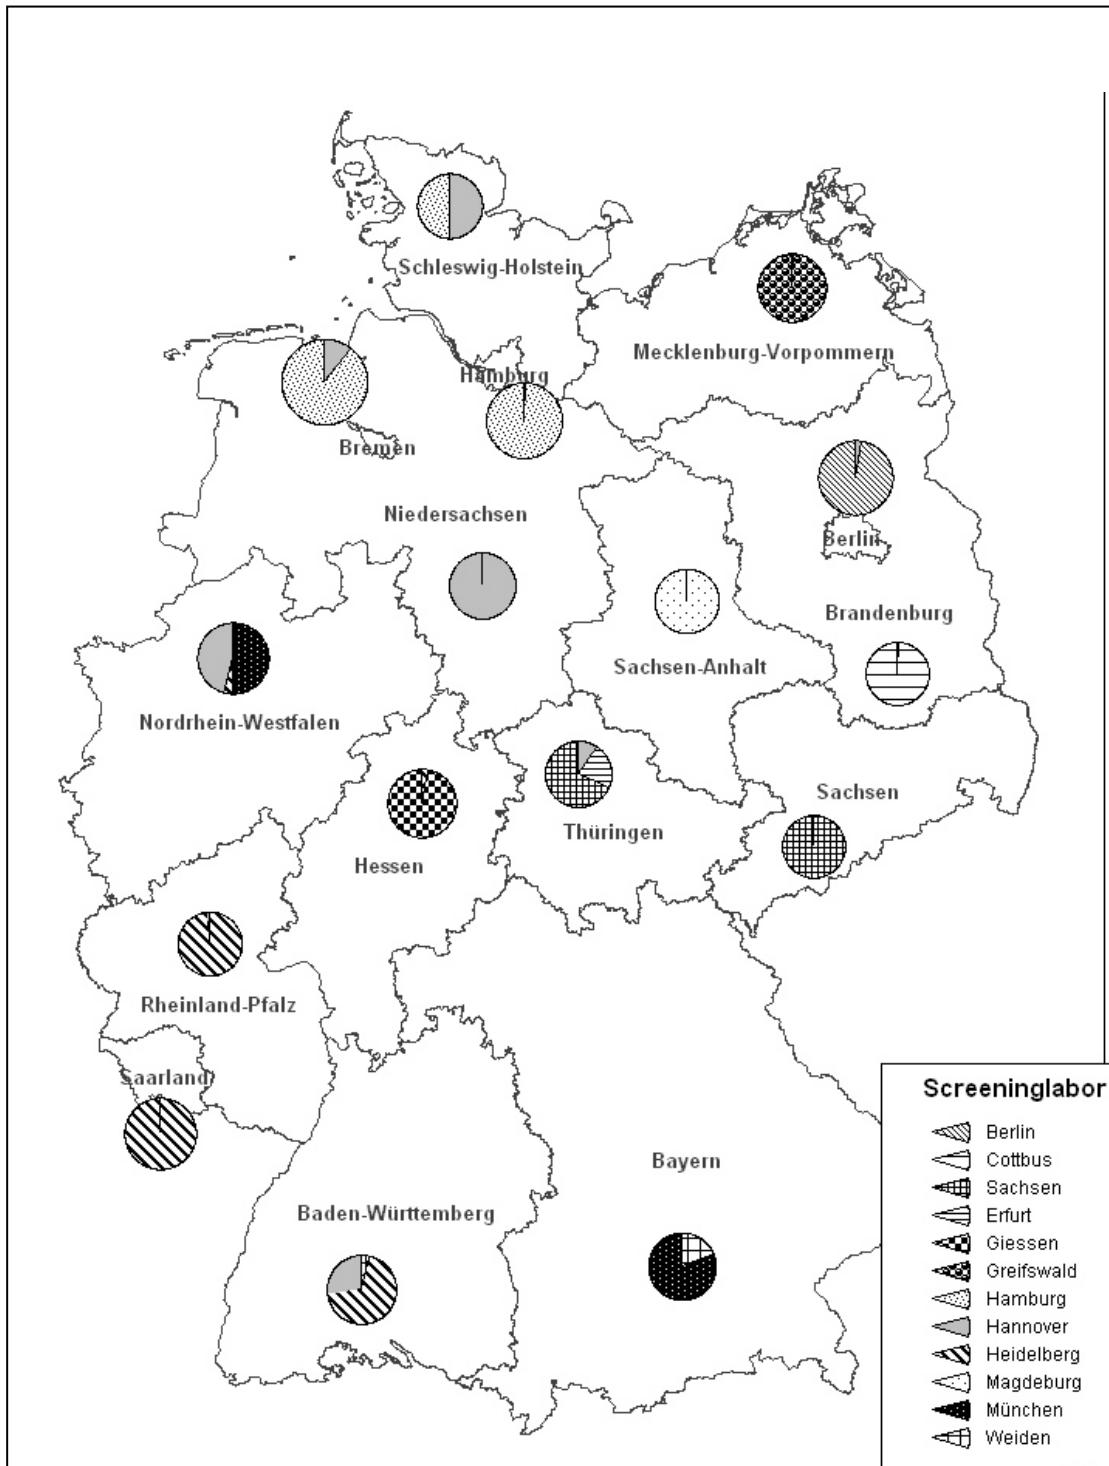 Schleswig-Holstein
Mecklenburg-Vorpommern
Hamburg
Bremen
Niedersachsen
Berlin
Brandenburg
Sachsen-Anhalt
Nordrhein-Westfalen
Sachsen
Thüringen
Hessen
Rheinland-Pfalz
Saarland
Bayern
Baden-Württemberg
Screeninglabor
Berlin
Cottbus
Sachsen
Erfurt
Giessen
Greifswald
Hamburg
Hannover
Heidelberg
Magdeburg
München
Weiden